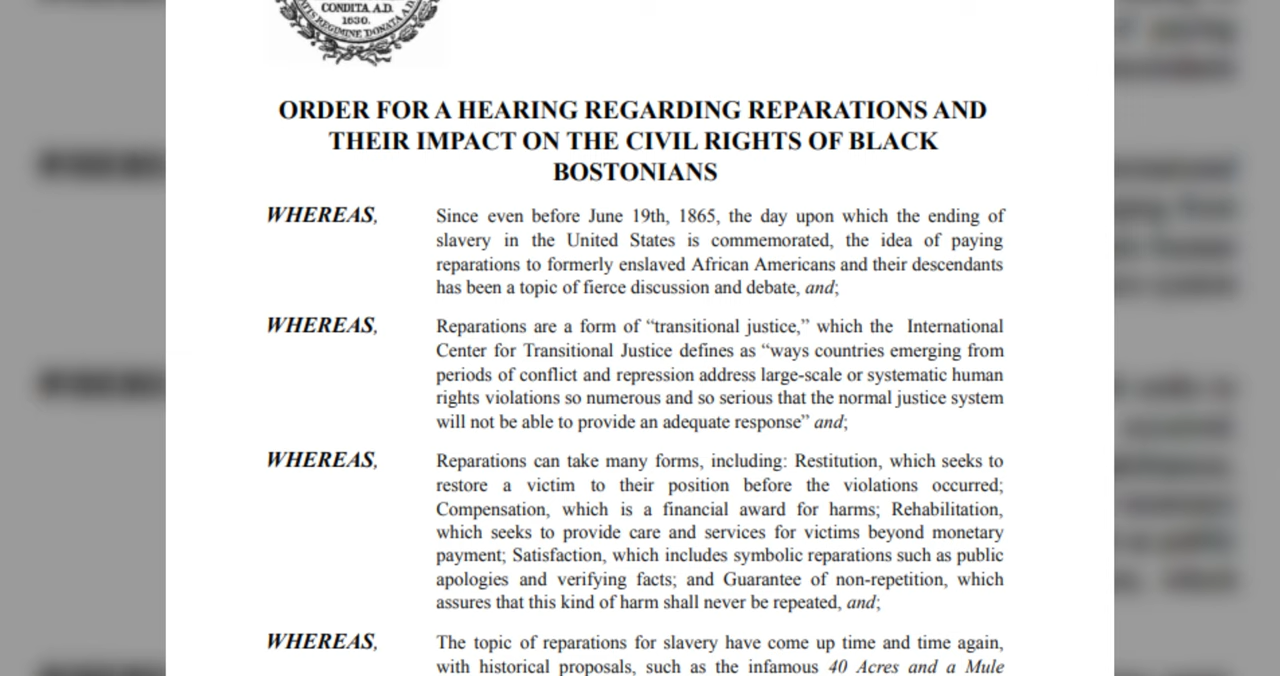 CONDITA A.D.
1630.
TIS REGIMINE DONATA A
ORDER FOR A HEARING REGARDING REPARATIONS AND
THEIR IMPACT ON THE CIVIL RIGHTS OF BLACK
BOSTONIANS
WHEREAS, Since even before June 19th, 1865, the day upon which the ending of
slavery in the United States is commemorated, the idea of paying
reparations to formerly enslaved African Americans and their descendants
has been a topic of fierce discussion and debate, and;
WHEREAS, Reparations are a form of “transitional justice,” which the International
Center for Transitional Justice defines as “ways countries emerging from
periods of conflict and repression address large-scale or systematic human
rights violations so numerous and so serious that the normal justice system
will not be able to provide an adequate response” and;
WHEREAS, Reparations can take many forms, including: Restitution, which seeks to
restore a victim to their position before the violations occurred;
Compensation, which is a financial award for harms; Rehabilitation,
which seeks to provide care and services for victims beyond monetary
payment; Satisfaction, which includes symbolic reparations such as public
apologies and verifying facts; and Guarantee of non-repetition, which
assures that this kind of harm shall never be repeated, and;
WHEREAS, The topic of reparations for slavery have come up time and time again,
with historical proposals, such as the infamous 40 Acres and a Mule